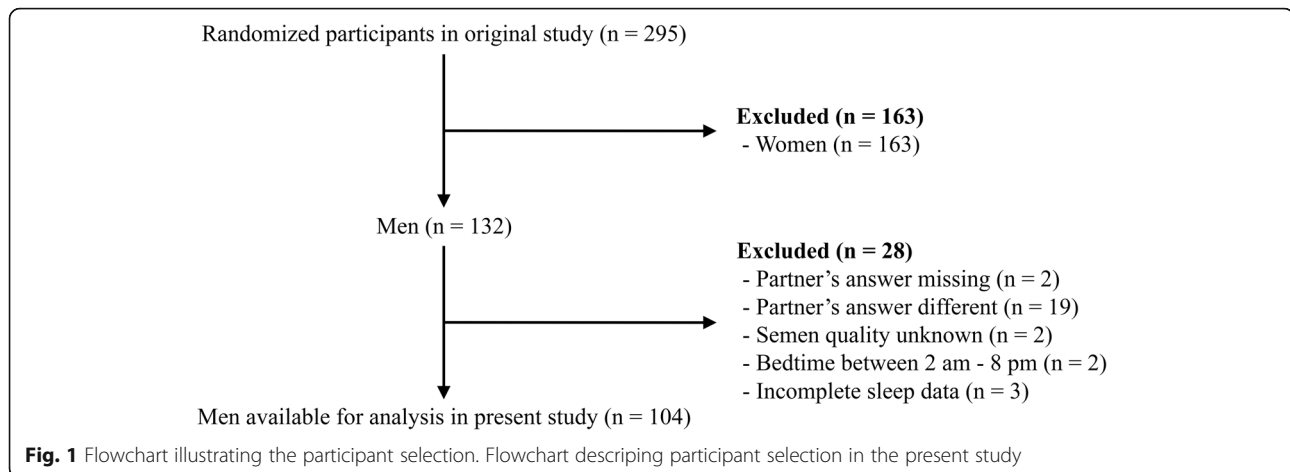 Randomized participants in original study (n = 295)
Excluded (n = 163)
- Women (n = 163)
Men (n = 132)
Excluded (n = 28)
- Partner’s answer missing (n = 2)
- Partner’s answer different (n = 19)
- Semen quality unknown (n = 2)
- Bedtime between 2 am - 8 pm (n = 2)
- Incomplete sleep data (n = 3)
Men available for analysis in present study (n = 104)
Fig. 1 Flowchart illustrating the participant selection. Flowchart descriping participant selection in the present study